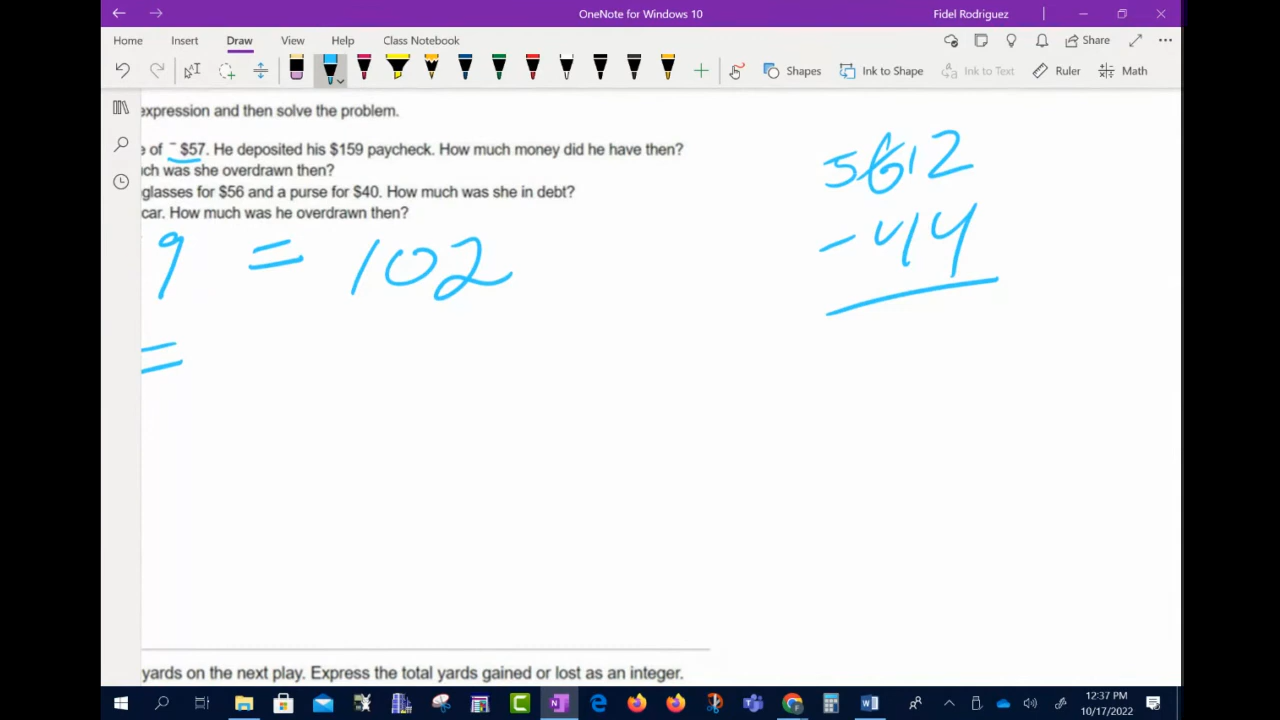 OneNote for Windows 10
Fidel Rodriguez
Home Insert Draw View Help Class Notebook
Share
Shapes
Ink to Shape
Ink to Text
Ruler
Math
expression and then solve the problem.
e of ⁻$57. He deposited his $159 paycheck. How much money did he have then?
ch was she overdrawn then?
glasses for $56 and a purse for $40. How much was she in debt?
car. How much was he overdrawn then?
9 = 102
=
5612
-44
yards on the next play. Express the total yards gained or lost as an integer.
12:37 PM
10/17/2022